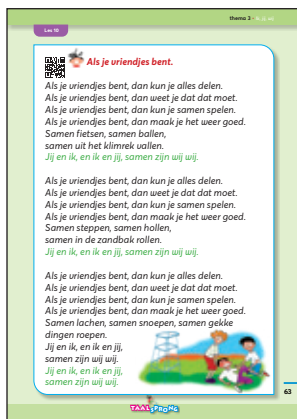 thema 3 - ik, jij, wij
Les 10
Als je vriendjes bent.
Als je vriendjes bent, dan kun je alles delen.
Als je vriendjes bent, dan weet je dat dat moet.
Als je vriendjes bent, dan kun je samen spelen.
Als je vriendjes bent, dan maak je het weer goed.
Samen fietsen, samen ballen,
samen uit het klimrek vallen.
Jij en ik, en ik en jij, samen zijn wij wij.
Als je vriendjes bent, dan kun je alles delen.
Als je vriendjes bent, dan weet je dat dat moet.
Als je vriendjes bent, dan kun je samen spelen.
Als je vriendjes bent, dan maak je het weer goed.
Samen steppen, samen hollen,
samen in de zandbak rollen.
Jij en ik, en ik en jij, samen zijn wij wij.
Als je vriendjes bent, dan kun je alles delen.
Als je vriendjes bent, dan weet je dat dat moet.
Als je vriendjes bent, dan kun je samen spelen.
Als je vriendjes bent, dan maak je het weer goed.
Samen lachen, samen snoepen, samen gekke
dingen roepen.
Jij en ik, en ik en jij,
samen zijn wij wij.
Jij en ik, en ik en jij,
samen zijn wij wij.
63
TAALSPRONG